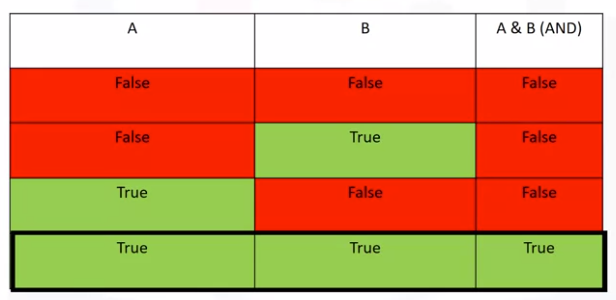 A B A & B (AND)
False False False
False True False
True False False
True True True